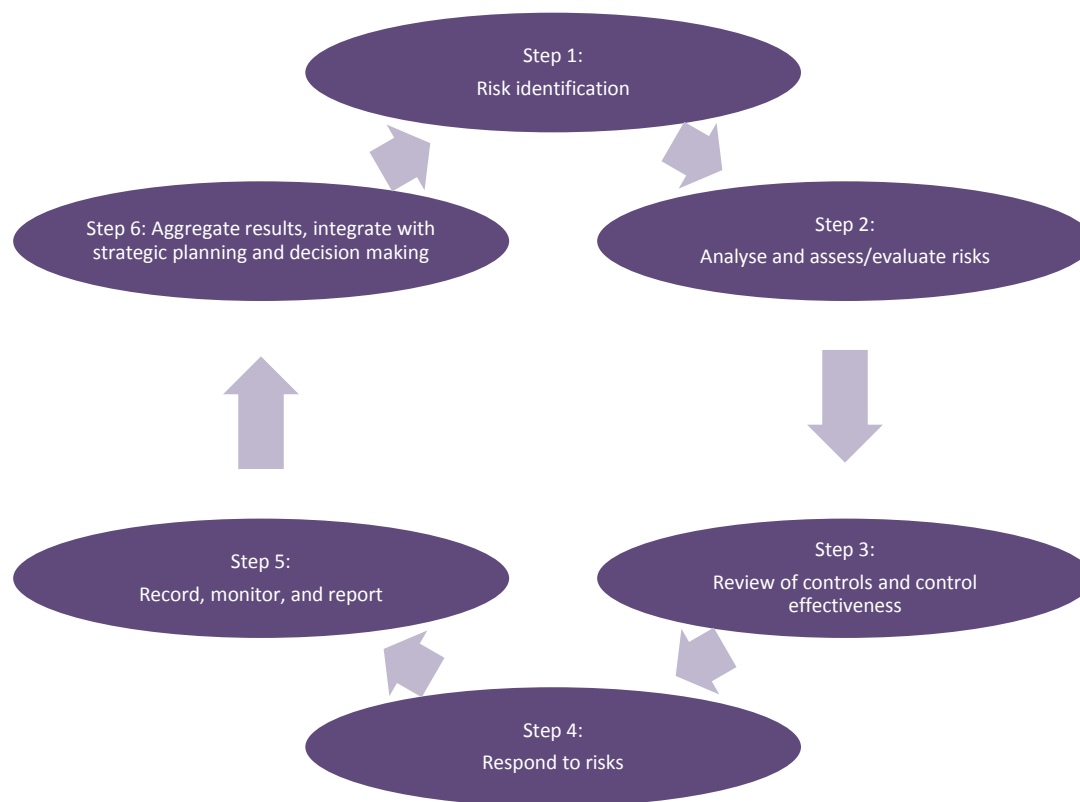 Step 1:
Risk identification
Step 2:
Analyse and assess/evaluate risks
Step 3:
Review of controls and control
effectiveness
Step 4:
Respond to risks
Step 5:
Record, monitor, and report
Step 6: Aggregate results, integrate with
strategic planning and decision making